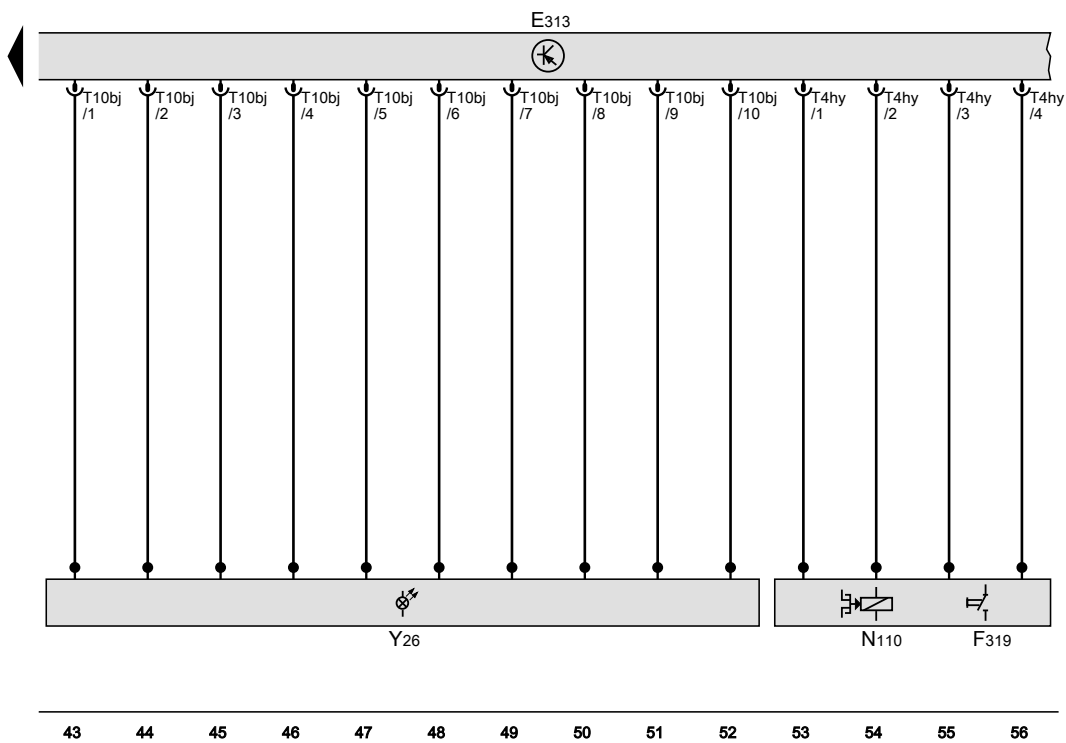 E313
T10bj T10bj T10bj T10bj T10bj T10bj T10bj T10bj T10bj T10bj T4hy T4hy T4hy T4hy
/1 /2 /3 /4 /5 /6 /7 /8 /9 /10 /1 /2 /3 /4
Y26 N110 F319
43 44 45 46 47 48 49 50 51 52 53 54 55 56